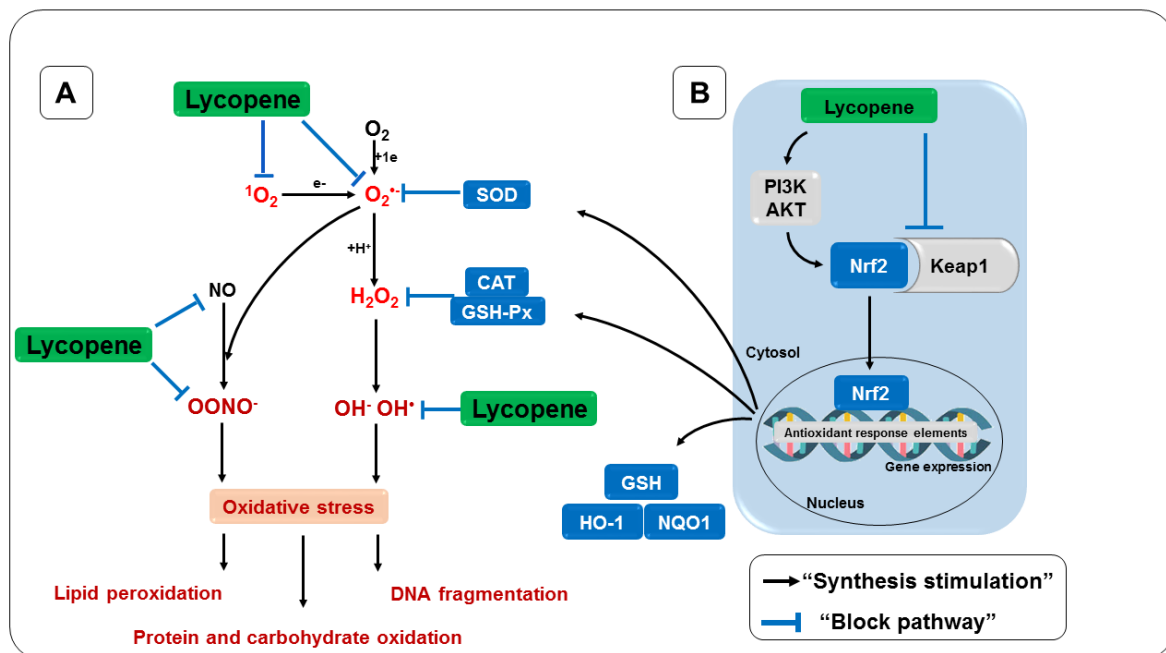 A
Lycopene
O₂
+1e
¹O₂
e-
O₂•-
SOD
+H⁺
NO
H₂O₂
CAT
GSH-Px
Lycopene
OONO⁻
OH⁻ OH•
Lycopene
Oxidative stress
Lipid peroxidation
DNA fragmentation
Protein and carbohydrate oxidation
B
Lycopene
PI3K
AKT
Nrf2
Keap1
Cytosol
Nrf2
Antioxidant response elements
Gene expression
Nucleus
GSH
HO-1
NQO1
“Synthesis stimulation”
“Block pathway”